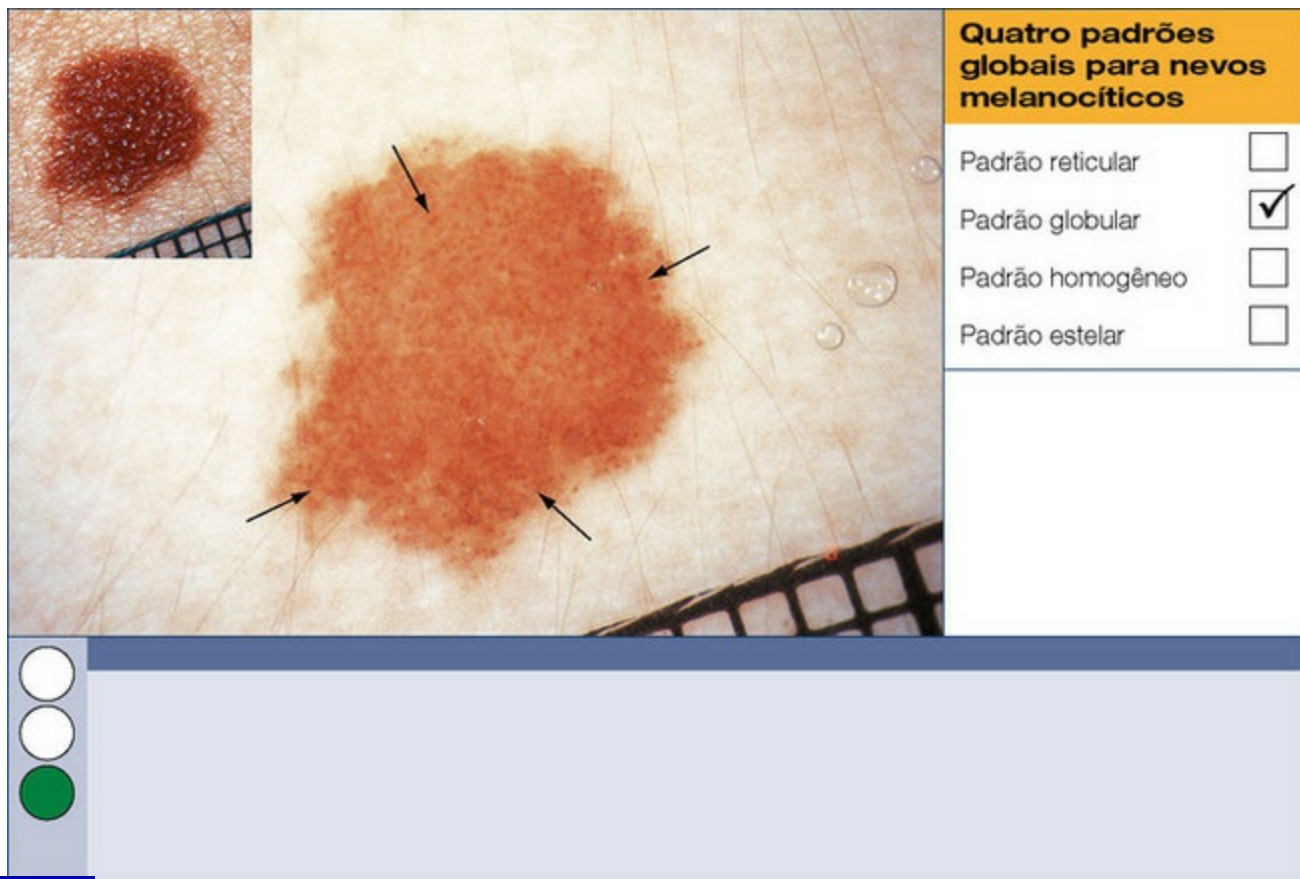 Quatro padrões
globais para nevos
melanocíticos
Padrão reticular
Padrão globular
Padrão homogêneo
Padrão estelar